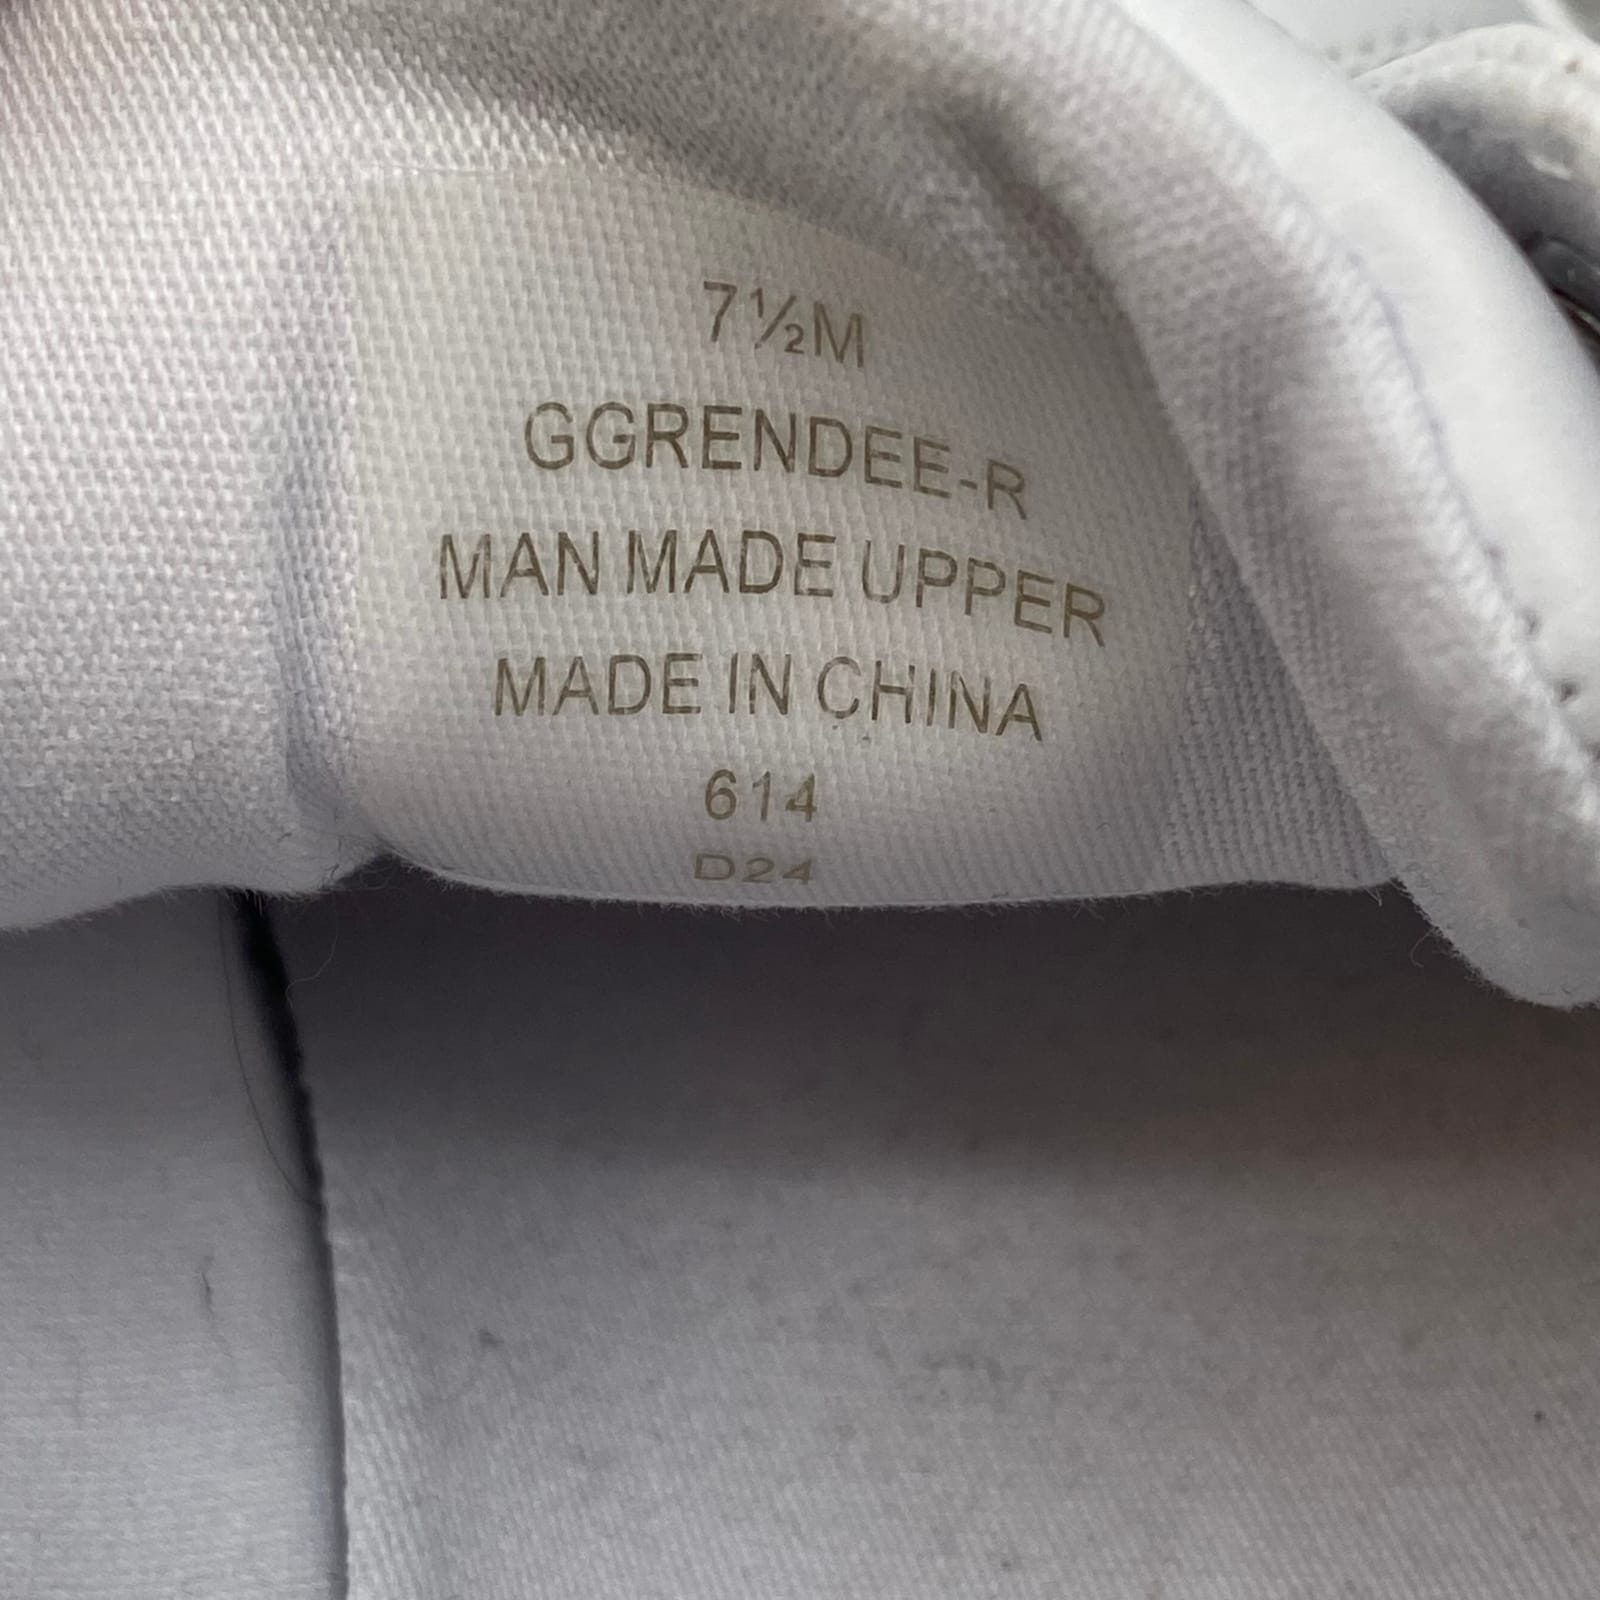 7½M
GGRENDEE-R
MAN MADE UPPER
MADE IN CHINA
614
D24